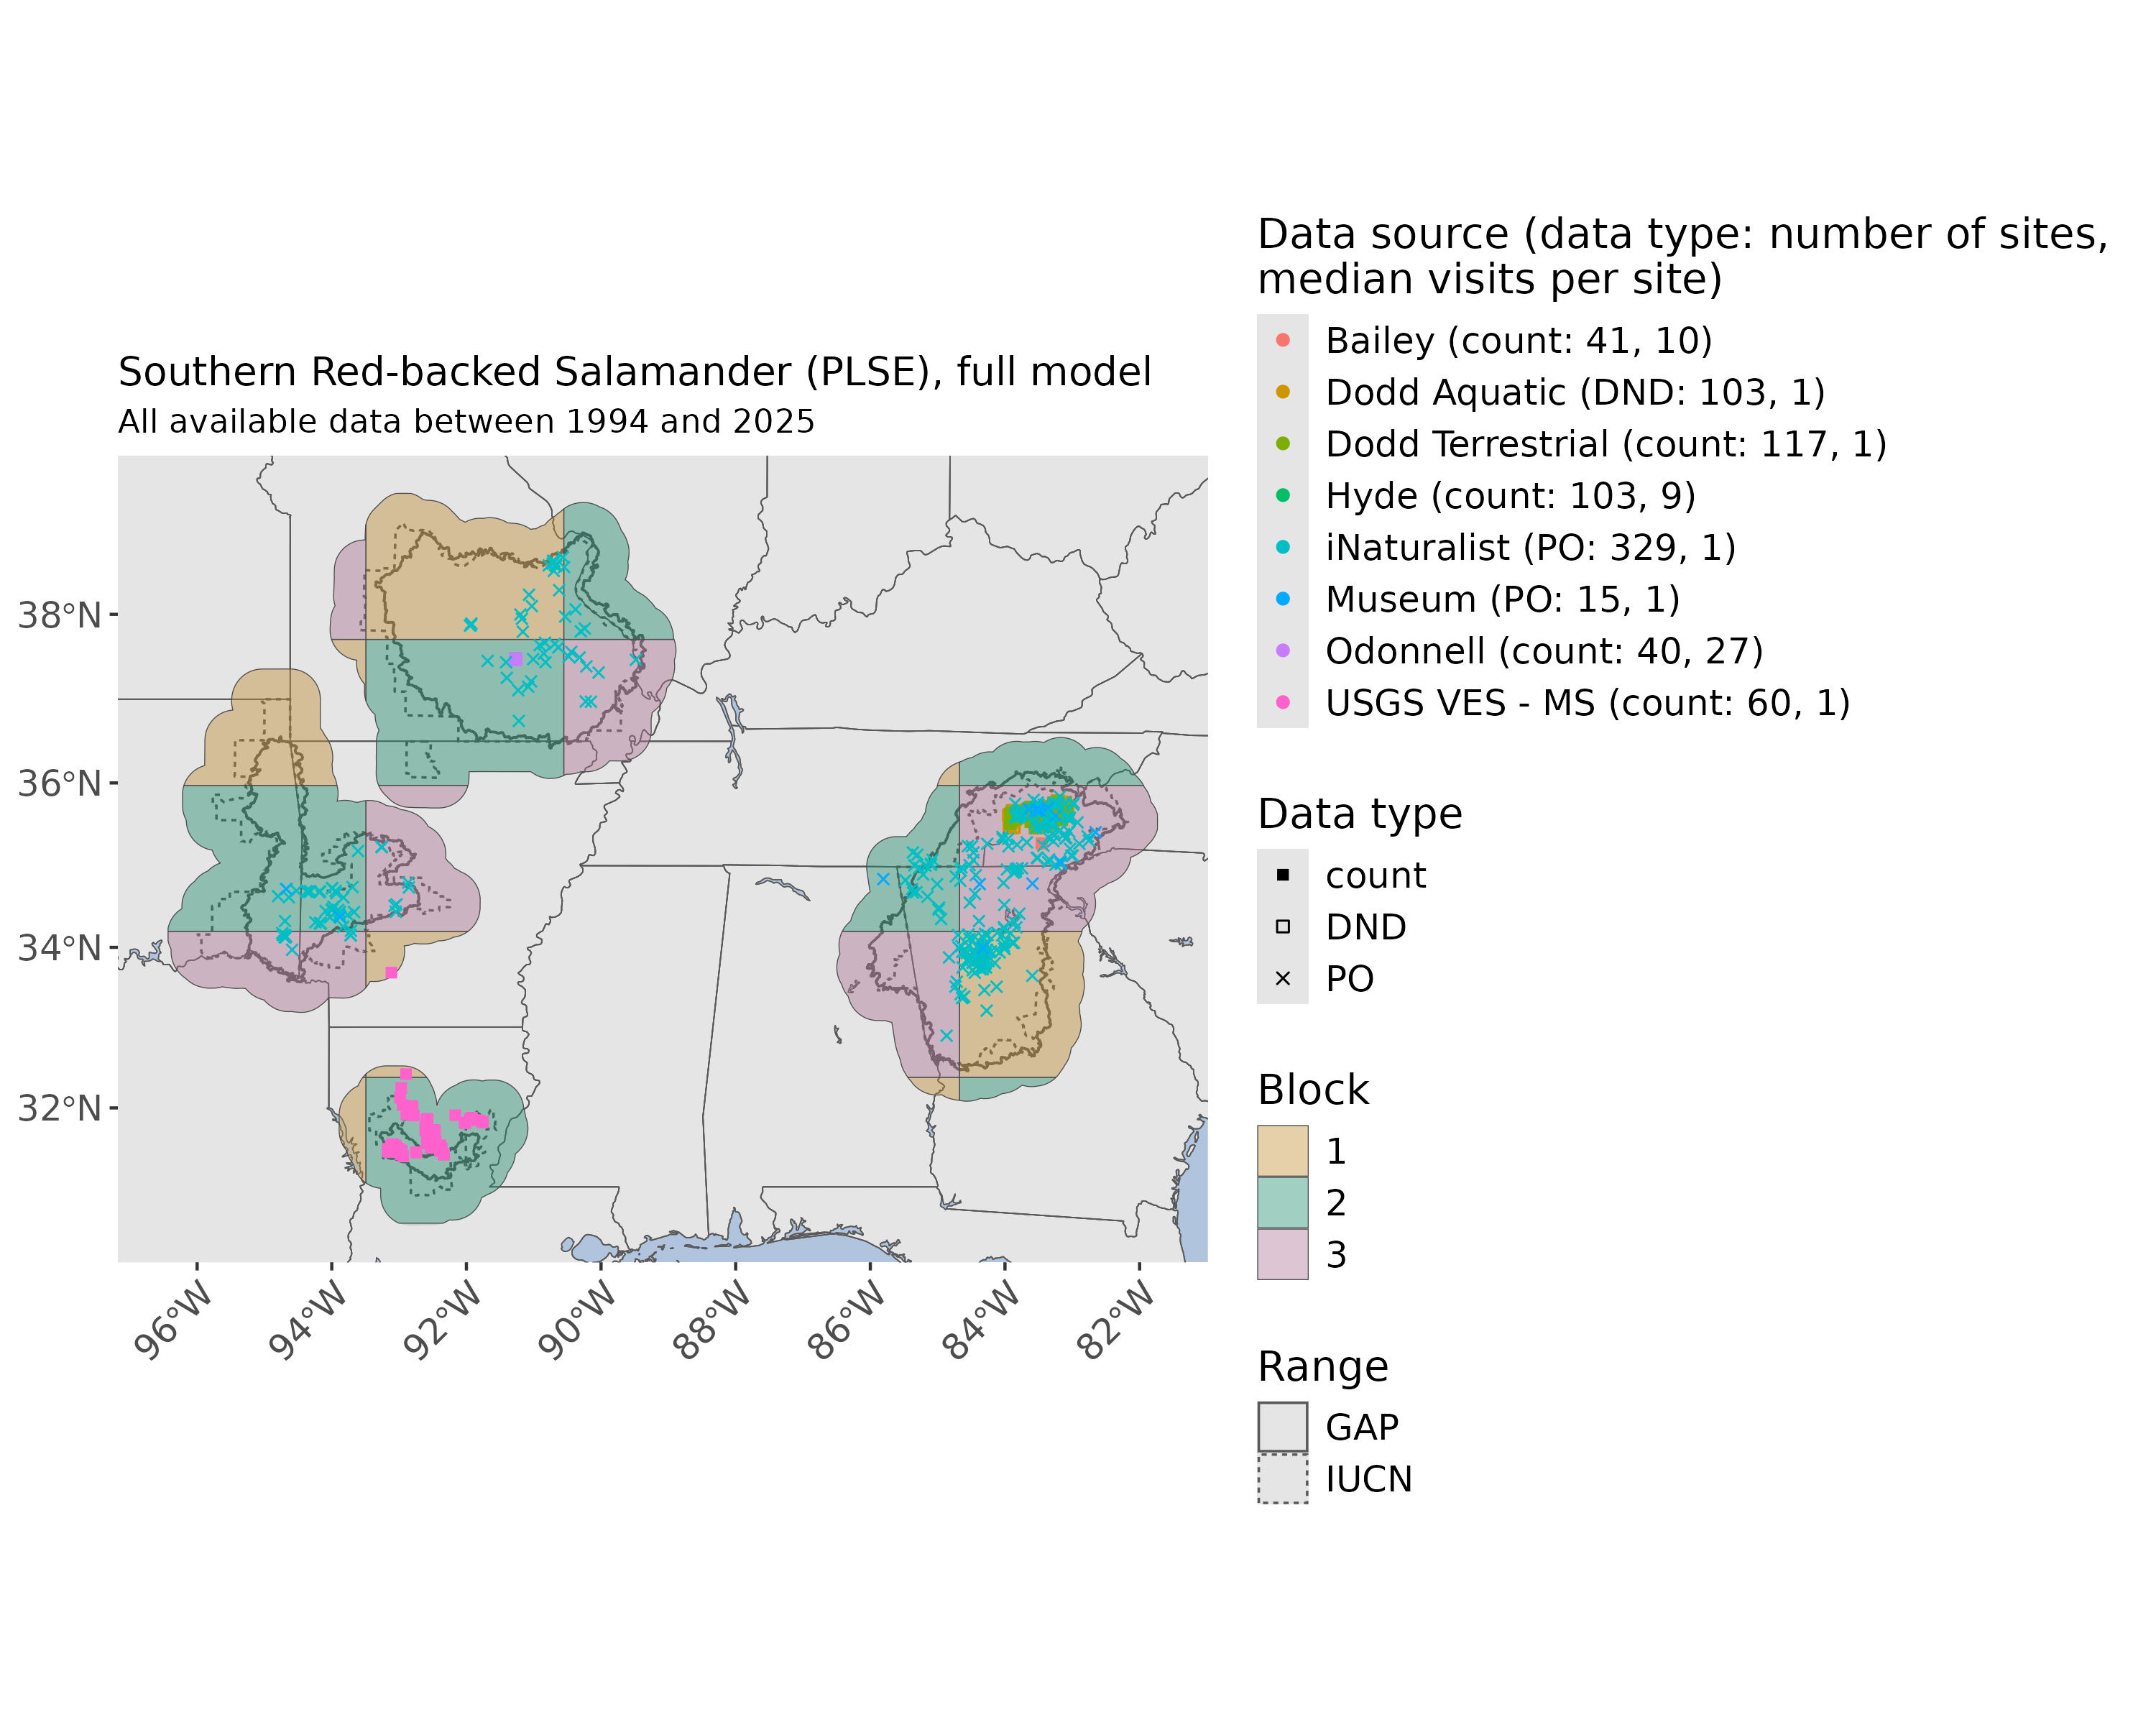 Southern Red-backed Salamander (PLSE), full model
All available data between 1994 and 2025
38°N
36°N
34°N
32°N
96°W
94°W
92°W
90°W
88°W
86°W
84°W
82°W
Data source (data type: number of sites,
median visits per site)
Bailey (count: 41, 10)
Dodd Aquatic (DND: 103, 1)
Dodd Terrestrial (count: 117, 1)
Hyde (count: 103, 9)
iNaturalist (PO: 329, 1)
Museum (PO: 15, 1)
Odonnell (count: 40, 27)
USGS VES - MS (count: 60, 1)
Data type
count
DND
PO
Block
1
2
3
Range
GAP
IUCN